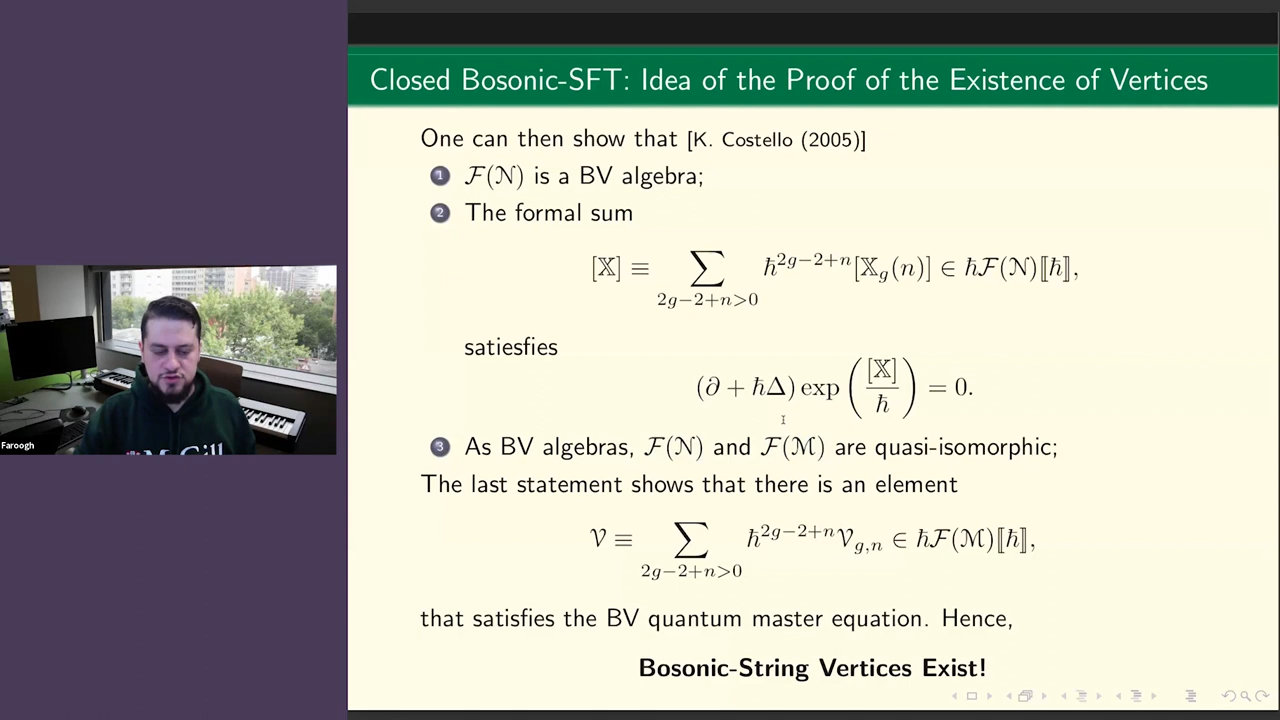 Closed Bosonic-SFT: Idea of the Proof of the Existence of Vertices
One can then show that [K. Costello (2005)]
1 𝓕(𝒩) is a BV algebra;
2 The formal sum
[𝕏] ≡ ∑_{2g−2+n>0} ℏ^{2g−2+n}[𝕏_g(n)] ∈ ℏ𝓕(𝒩)⟦ℏ⟧,
satiesfies
(∂ + ℏΔ) exp([𝕏]/ℏ) = 0.
3 As BV algebras, 𝓕(𝒩) and 𝓕(ℳ) are quasi-isomorphic;
The last statement shows that there is an element
𝒱 ≡ ∑_{2g−2+n>0} ℏ^{2g−2+n}𝒱_{g,n} ∈ ℏ𝓕(ℳ)⟦ℏ⟧,
that satisfies the BV quantum master equation. Hence,
Bosonic-String Vertices Exist!
Faroogh
McGill